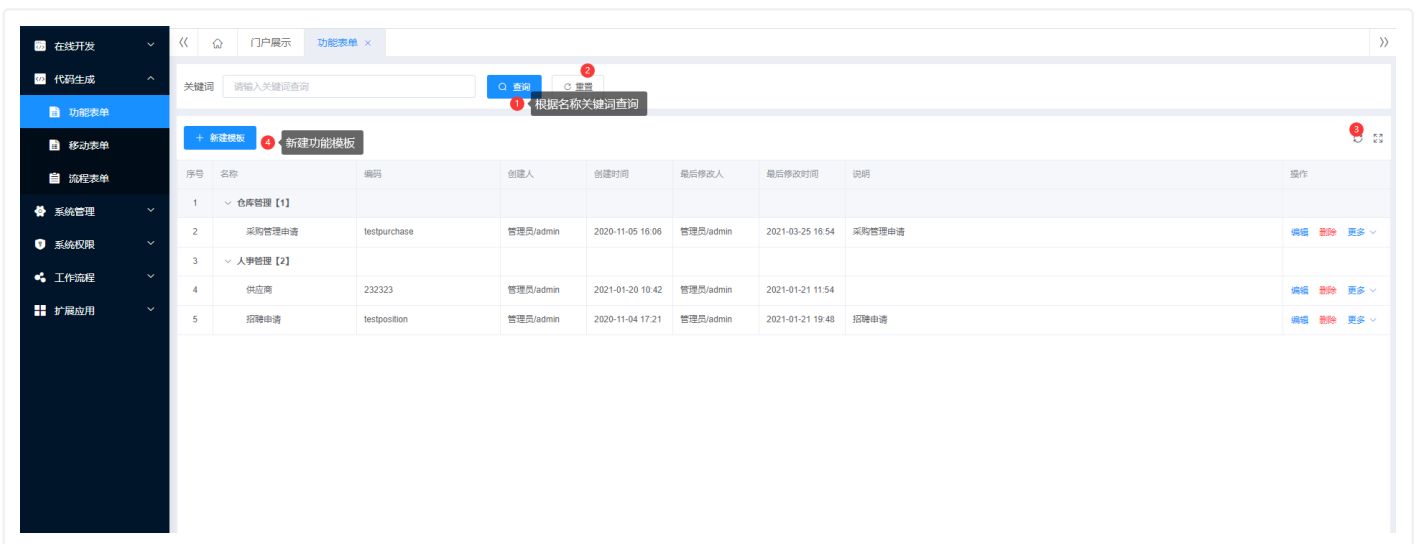 在线开发
代码生成
功能表单
移动表单
流程表单
系统管理
系统权限
工作流程
扩展应用
门户展示 功能表单 ×
关键词 请输入关键词查询 查询 重置 2
1 根据名称关键词查询
+ 新建模板 4 新建功能模板 3
序号 名称 编码 创建人 创建时间 最后修改人 最后修改时间 说明 操作
1 仓库管理【1】
2 采购管理申请 testpurchase 管理员/admin 2020-11-05 16:06 管理员/admin 2021-03-25 16:54 采购管理申请 编辑 删除 更多
3 人事管理【2】
4 供应商 232323 管理员/admin 2021-01-20 10:42 管理员/admin 2021-01-21 11:54 编辑 删除 更多
5 招聘申请 testposition 管理员/admin 2020-11-04 17:21 管理员/admin 2021-01-21 19:48 招聘申请 编辑 删除 更多